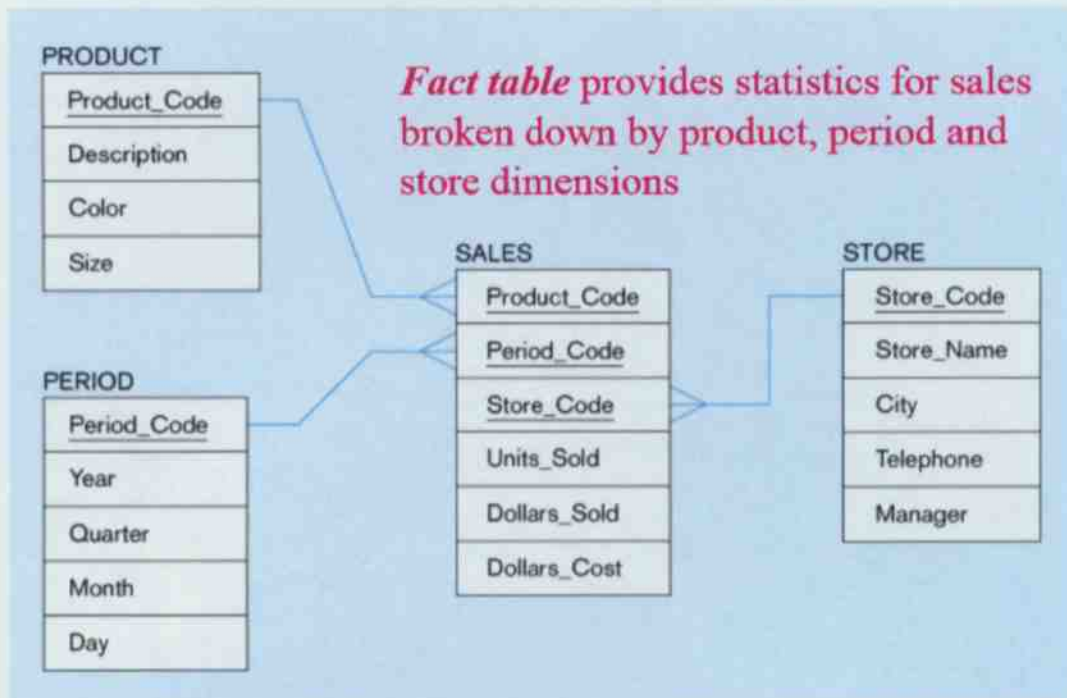 PRODUCT
Product_Code
Description
Color
Size
Fact table provides statistics for sales
broken down by product, period and
store dimensions
PERIOD
Period_Code
Year
Quarter
Month
Day
SALES
Product_Code
Period_Code
Store_Code
Units_Sold
Dollars_Sold
Dollars_Cost
STORE
Store_Code
Store_Name
City
Telephone
Manager